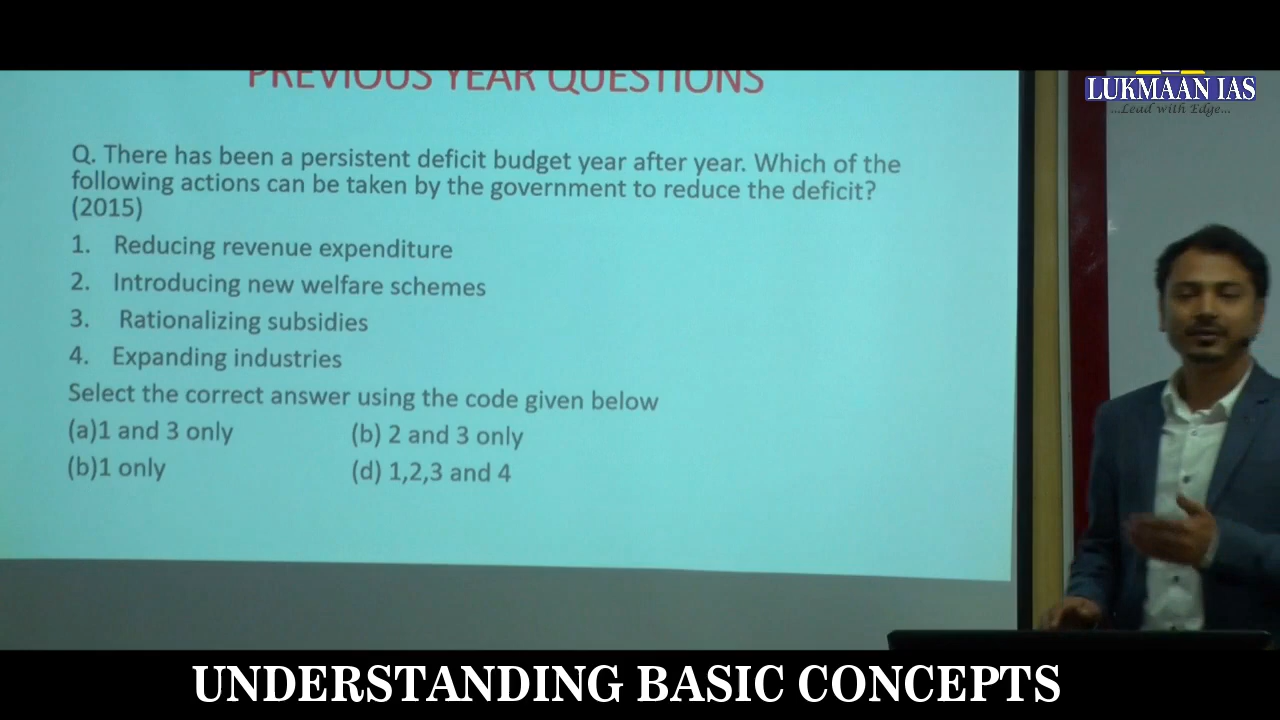 LUKMAAN IAS
...Lead with Edge...
PREVIOUS YEAR QUESTIONS
Q. There has been a persistent deficit budget year after year. Which of the
following actions can be taken by the government to reduce the deficit?
(2015)
1. Reducing revenue expenditure
2. Introducing new welfare schemes
3. Rationalizing subsidies
4. Expanding industries
Select the correct answer using the code given below
(a)1 and 3 only (b) 2 and 3 only
(b)1 only (d) 1,2,3 and 4
UNDERSTANDING BASIC CONCEPTS